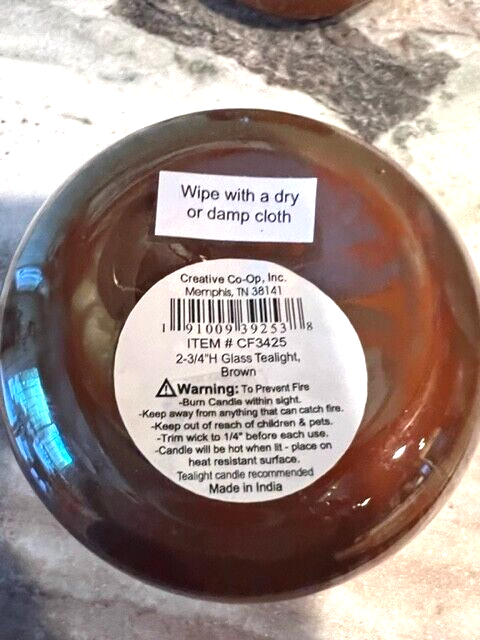 Wipe with a dry
or damp cloth
Creative Co-Op, Inc.
Memphis, TN 38141
1 91009 39253 8
ITEM # CF3425
2-3/4"H Glass Tealight,
Brown
Warning: To Prevent Fire
-Burn Candle within sight.
-Keep away from anything that can catch fire.
-Keep out of reach of children & pets.
-Trim wick to 1/4" before each use.
-Candle will be hot when lit - place on
heat resistant surface.
Tealight candle recommended
Made in India